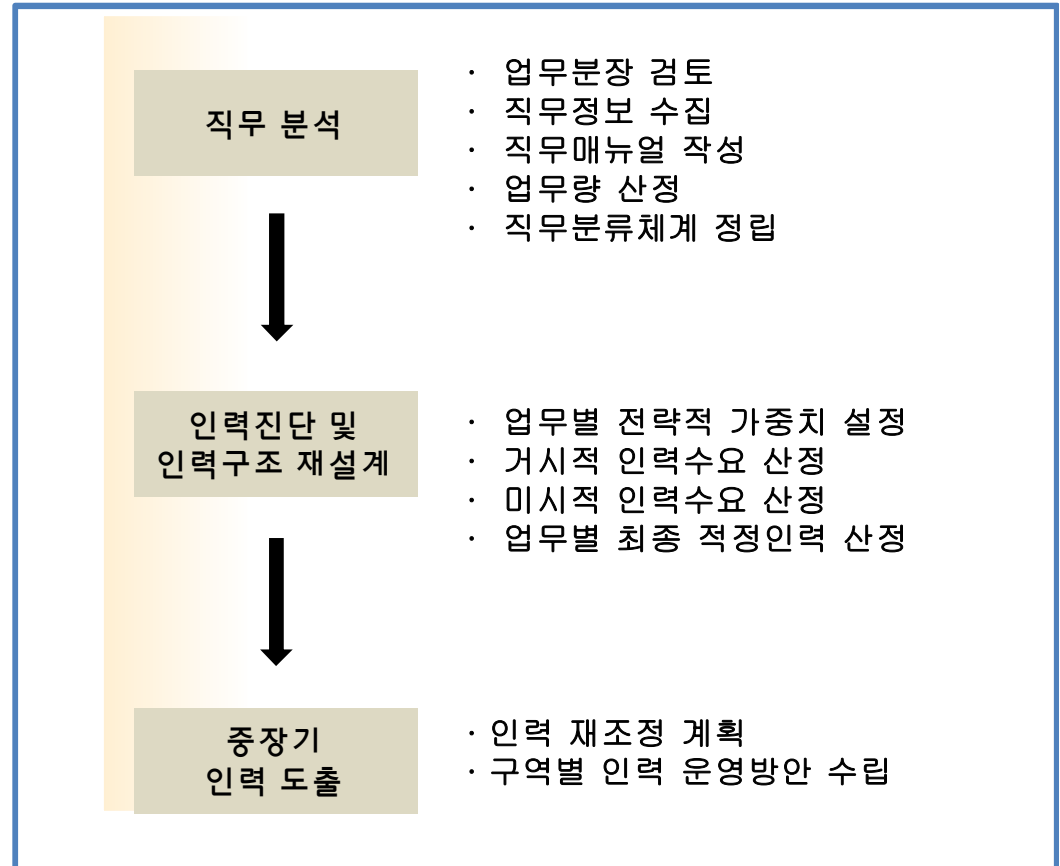 직무 분석
· 업무분장 검토
· 직무정보 수집
· 직무매뉴얼 작성
· 업무량 산정
· 직무분류체계 정립
인력진단 및
인력구조 재설계
· 업무별 전략적 가중치 설정
· 거시적 인력수요 산정
· 미시적 인력수요 산정
· 업무별 최종 적정인력 산정
중장기
인력 도출
· 인력 재조정 계획
· 구역별 인력 운영방안 수립